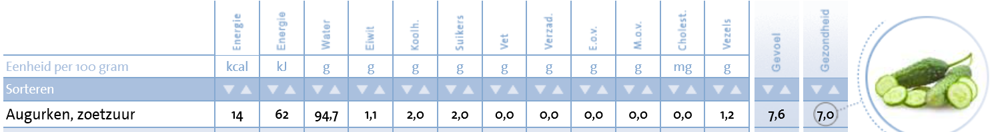 Energie Energie Water Eiwit Koolh. Suikers Vet Verzad. E.o.v. M.o.v. Cholest. Vezels Gevoel Gezondheid
Eenheid per 100 gram kcal kJ g g g g g g g g mg g
Sorteren
Augurken, zoetzuur 14 62 94,7 1,1 2,0 2,0 0,0 0,0 0,0 0,0 0,0 1,2 7,6 7,0